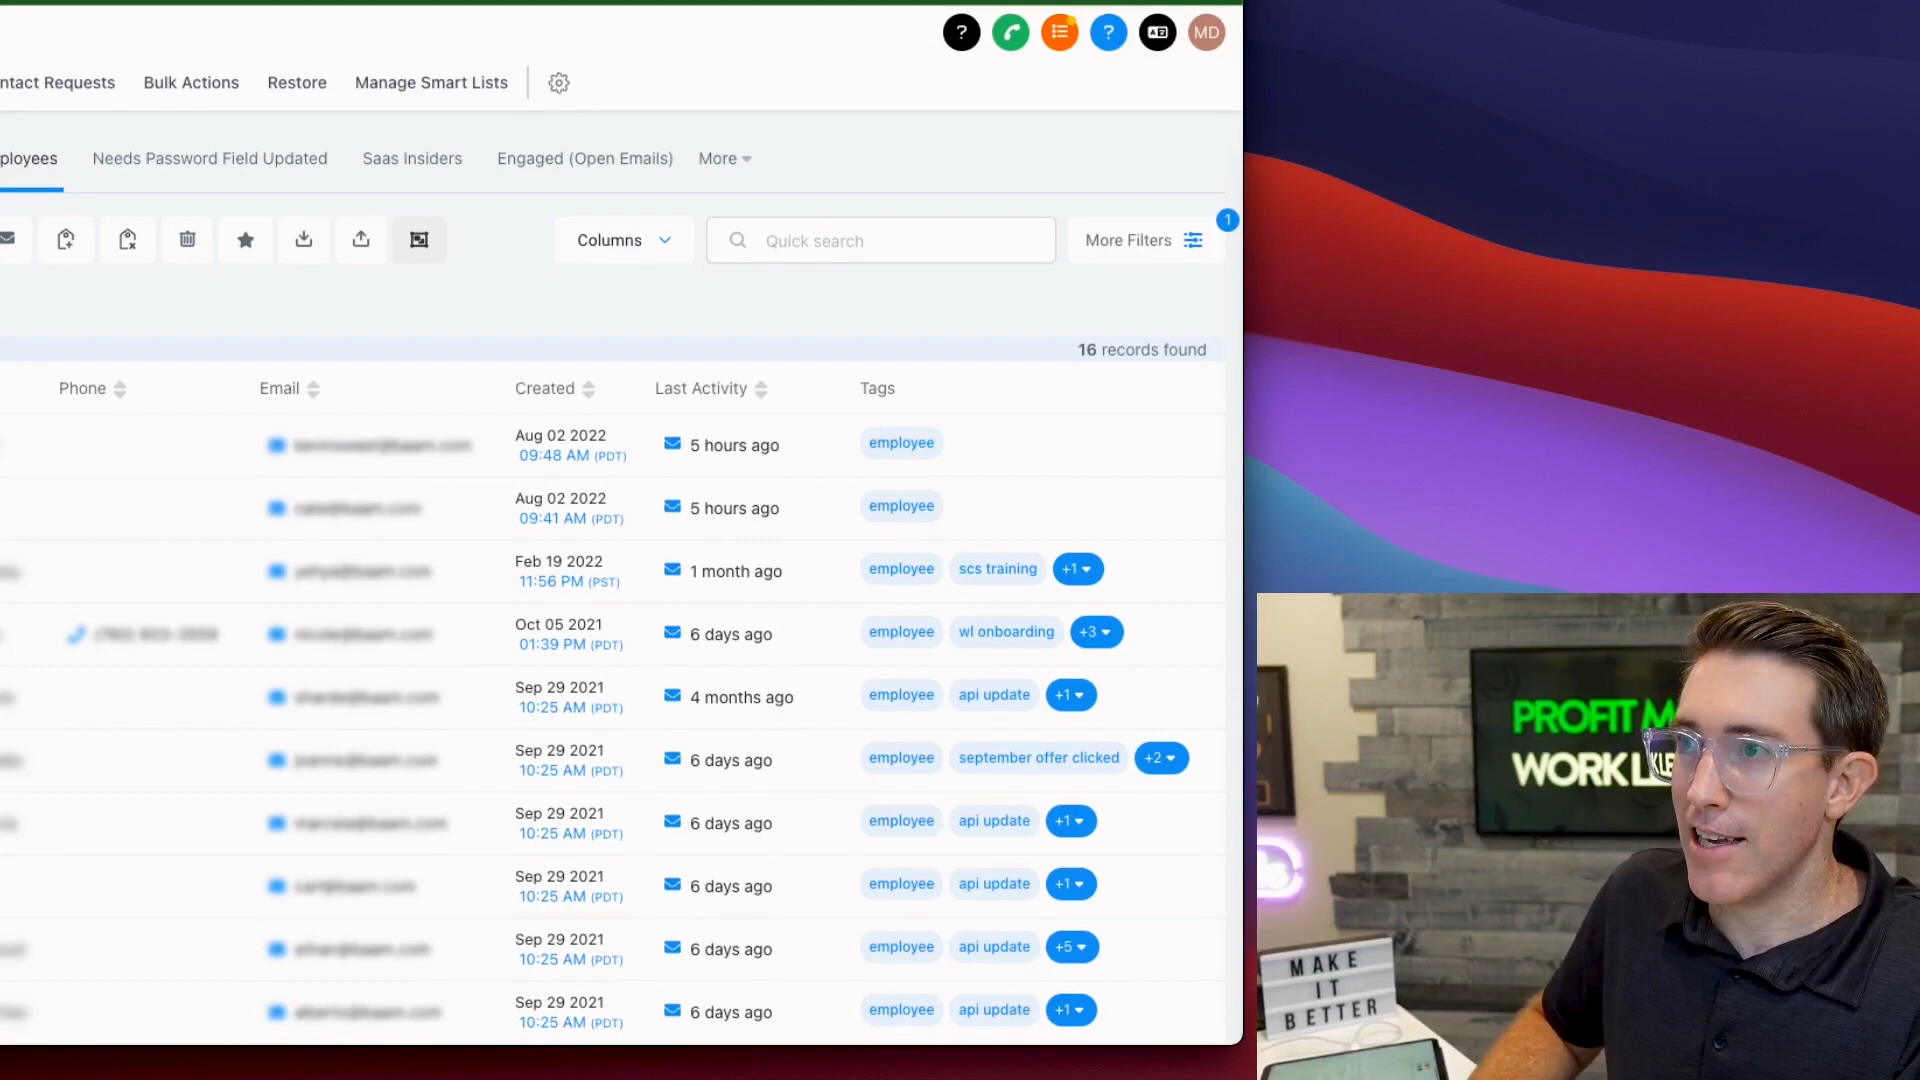 ? ? MD
ntact Requests Bulk Actions Restore Manage Smart Lists
ployees Needs Password Field Updated Saas Insiders Engaged (Open Emails) More
Columns Quick search More Filters 1
16 records found
Phone Email Created Last Activity Tags
Aug 02 2022 09:48 AM (PDT) 5 hours ago employee
Aug 02 2022 09:41 AM (PDT) 5 hours ago employee
Feb 19 2022 11:56 PM (PST) 1 month ago employee scs training +1
Oct 05 2021 01:39 PM (PDT) 6 days ago employee wl onboarding +3
Sep 29 2021 10:25 AM (PDT) 4 months ago employee api update +1
Sep 29 2021 10:25 AM (PDT) 6 days ago employee september offer clicked +2
Sep 29 2021 10:25 AM (PDT) 6 days ago employee api update +1
Sep 29 2021 10:25 AM (PDT) 6 days ago employee api update +1
Sep 29 2021 10:25 AM (PDT) 6 days ago employee api update +5
Sep 29 2021 10:25 AM (PDT) 6 days ago employee api update +1
PROFIT M
WORK L
MAKE
IT
BETTER